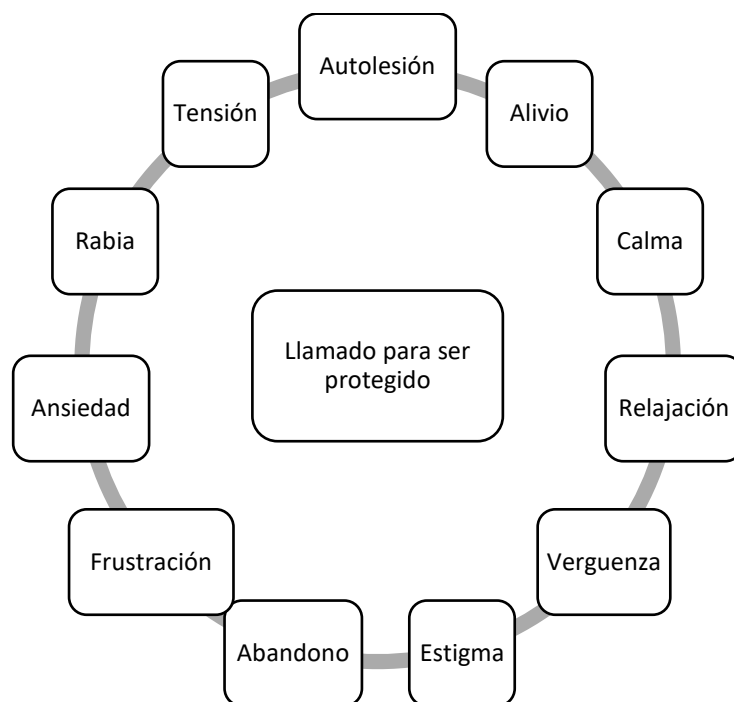 Autolesión
Alivio
Calma
Relajación
Verguenza
Estigma
Abandono
Frustración
Ansiedad
Rabia
Tensión
Llamado para ser
protegido